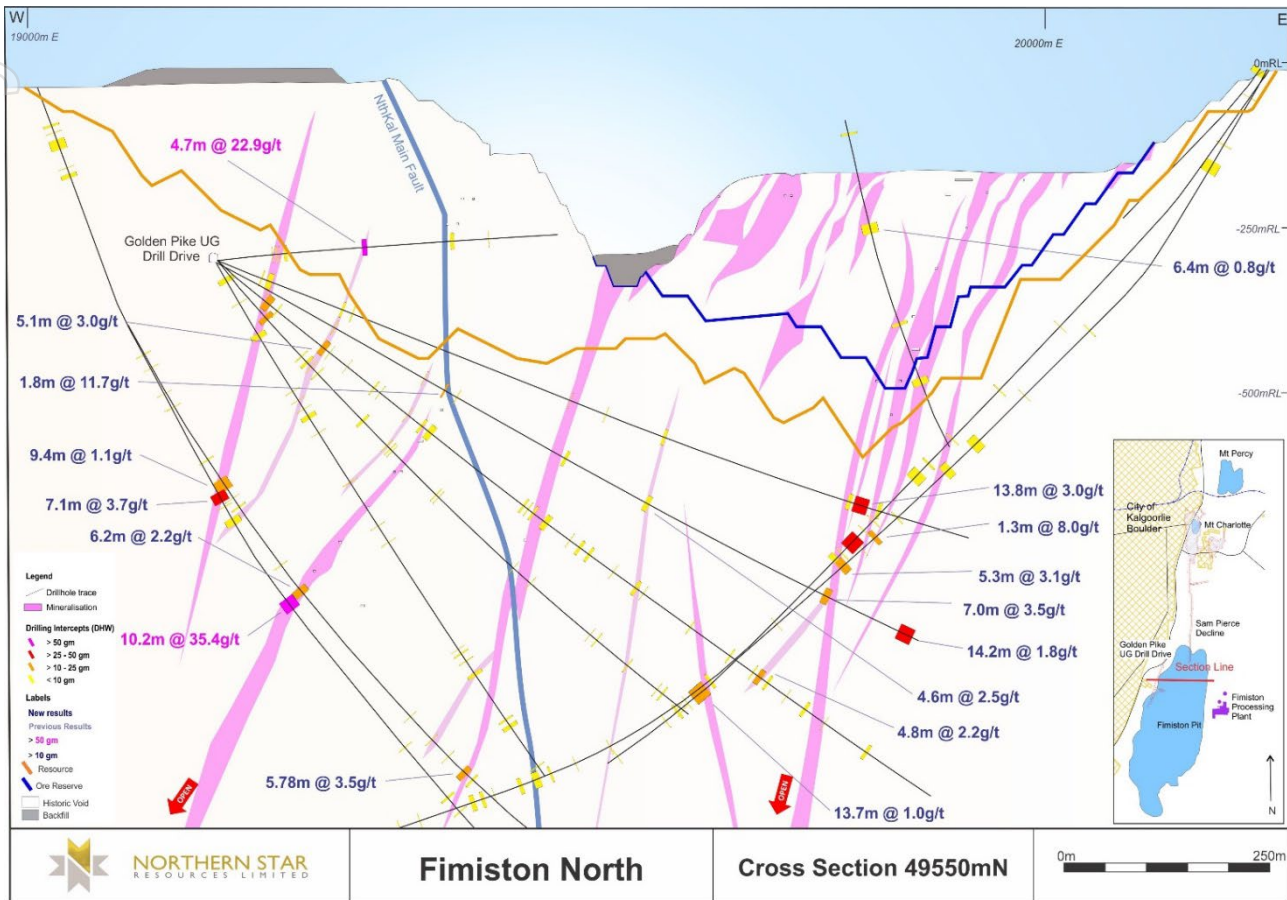 W
19000m E
20000m E
E
0mRL
-250mRL
-500mRL
NthKal Main Fault
4.7m @ 22.9g/t
Golden Pike UG
Drill Drive
5.1m @ 3.0g/t
1.8m @ 11.7g/t
9.4m @ 1.1g/t
7.1m @ 3.7g/t
6.2m @ 2.2g/t
10.2m @ 35.4g/t
5.78m @ 3.5g/t
6.4m @ 0.8g/t
13.8m @ 3.0g/t
1.3m @ 8.0g/t
5.3m @ 3.1g/t
7.0m @ 3.5g/t
14.2m @ 1.8g/t
4.6m @ 2.5g/t
4.8m @ 2.2g/t
13.7m @ 1.0g/t
OPEN
OPEN
Legend
Drillhole trace
Mineralisation
Drilling Intercepts (DHW)
> 50 gm
> 25 - 50 gm
> 10 - 25 gm
< 10 gm
Labels
New results
Previous Results
> 50 gm
> 10 gm
Resource
Ore Reserve
Historic Void
Backfill
Mt Percy
City of
Kalgoorlie
Boulder
Mt Charlotte
Sam Pierce
Decline
Golden Pike
UG Drill Drive
Section Line
Fimiston
Processing
Plant
Fimiston Pit
N
NORTHERN STAR
RESOURCES LIMITED
Fimiston North
Cross Section 49550mN
0m
250m